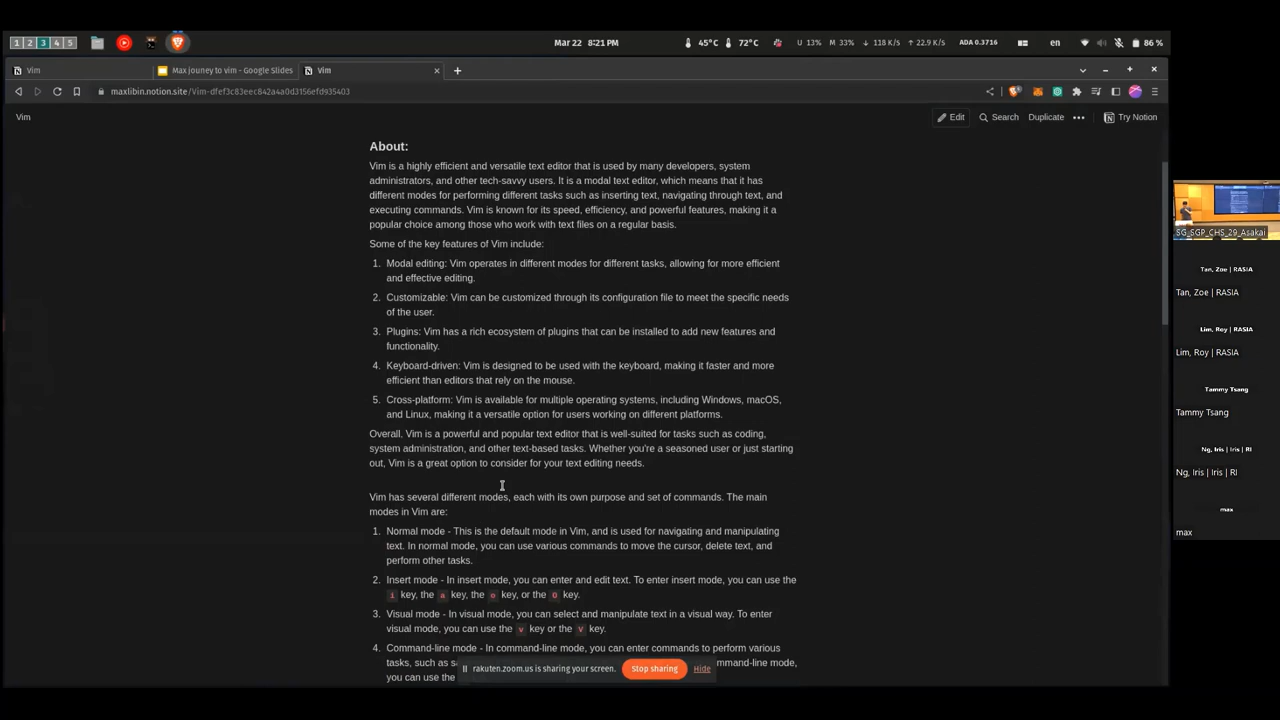 1 2 3 4 5
Mar 22 8:21 PM
45°C 72°C U 13% M 33% ↓ 118 K/s ↑ 22.9 K/s ADA 0.3716 en 86 %
Vim
Max jouney to vim - Google Slides
Vim
maxlibin.notion.site/Vim-dfef3c83eec842a4a0d3156efd935403
Vim
Edit Search Duplicate ••• Try Notion
About:
Vim is a highly efficient and versatile text editor that is used by many developers, system
administrators, and other tech-savvy users. It is a modal text editor, which means that it has
different modes for performing different tasks such as inserting text, navigating through text, and
executing commands. Vim is known for its speed, efficiency, and powerful features, making it a
popular choice among those who work with text files on a regular basis.
Some of the key features of Vim include:
1. Modal editing: Vim operates in different modes for different tasks, allowing for more efficient
and effective editing.
2. Customizable: Vim can be customized through its configuration file to meet the specific needs
of the user.
3. Plugins: Vim has a rich ecosystem of plugins that can be installed to add new features and
functionality.
4. Keyboard-driven: Vim is designed to be used with the keyboard, making it faster and more
efficient than editors that rely on the mouse.
5. Cross-platform: Vim is available for multiple operating systems, including Windows, macOS,
and Linux, making it a versatile option for users working on different platforms.
Overall, Vim is a powerful and popular text editor that is well-suited for tasks such as coding,
system administration, and other text-based tasks. Whether you're a seasoned user or just starting
out, Vim is a great option to consider for your text editing needs.
Vim has several different modes, each with its own purpose and set of commands. The main
modes in Vim are:
1. Normal mode - This is the default mode in Vim, and is used for navigating and manipulating
text. In normal mode, you can use various commands to move the cursor, delete text, and
perform other tasks.
2. Insert mode - In insert mode, you can enter and edit text. To enter insert mode, you can use the
i key, the a key, the o key, or the O key.
3. Visual mode - In visual mode, you can select and manipulate text in a visual way. To enter
visual mode, you can use the v key or the V key.
4. Command-line mode - In command-line mode, you can enter commands to perform various
tasks, such as sa mmand-line mode,
you can use the
rakuten.zoom.us is sharing your screen. Stop sharing Hide
SG_SGP_CHS_29_Asakai
Tan, Zoe | RASIA
Tan, Zoe | RASIA
Lim, Roy | RASIA
Lim, Roy | RASIA
Tammy Tsang
Tammy Tsang
Ng, Iris | Iris | RI
Ng, Iris | Iris | RI
max
max